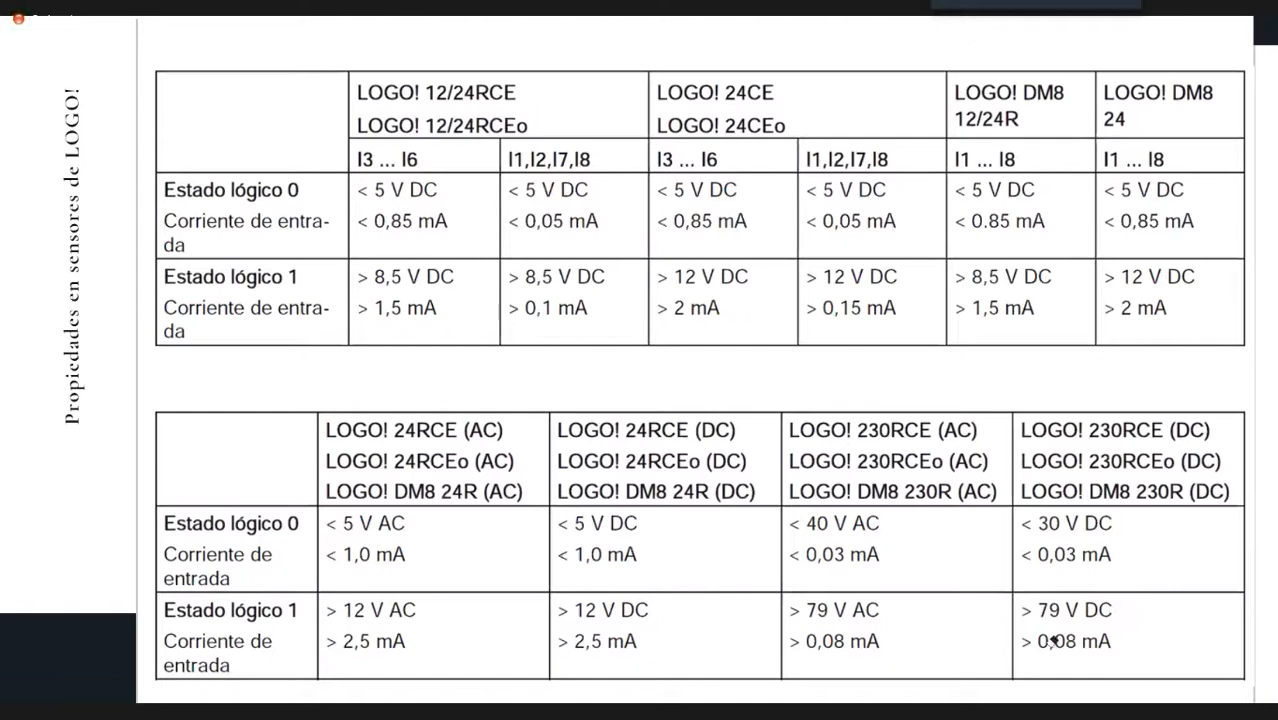 Propiedades en sensores de LOGO!
LOGO! 12/24RCE
LOGO! 12/24RCEo
LOGO! 24CE
LOGO! 24CEo
LOGO! DM8
12/24R
LOGO! DM8
24
I3 ... I6
I1,I2,I7,I8
I3 ... I6
I1,I2,I7,I8
I1 ... I8
I1 ... I8
Estado lógico 0
Corriente de entra-
da
< 5 V DC
< 0,85 mA
< 5 V DC
< 0,05 mA
< 5 V DC
< 0,85 mA
< 5 V DC
< 0,05 mA
< 5 V DC
< 0.85 mA
< 5 V DC
< 0,85 mA
Estado lógico 1
Corriente de entra-
da
> 8,5 V DC
> 1,5 mA
> 8,5 V DC
> 0,1 mA
> 12 V DC
> 2 mA
> 12 V DC
> 0,15 mA
> 8,5 V DC
> 1,5 mA
> 12 V DC
> 2 mA
LOGO! 24RCE (AC)
LOGO! 24RCEo (AC)
LOGO! DM8 24R (AC)
LOGO! 24RCE (DC)
LOGO! 24RCEo (DC)
LOGO! DM8 24R (DC)
LOGO! 230RCE (AC)
LOGO! 230RCEo (AC)
LOGO! DM8 230R (AC)
LOGO! 230RCE (DC)
LOGO! 230RCEo (DC)
LOGO! DM8 230R (DC)
Estado lógico 0
Corriente de
entrada
< 5 V AC
< 1,0 mA
< 5 V DC
< 1,0 mA
< 40 V AC
< 0,03 mA
< 30 V DC
< 0,03 mA
Estado lógico 1
Corriente de
entrada
> 12 V AC
> 2,5 mA
> 12 V DC
> 2,5 mA
> 79 V AC
> 0,08 mA
> 79 V DC
> 0,08 mA